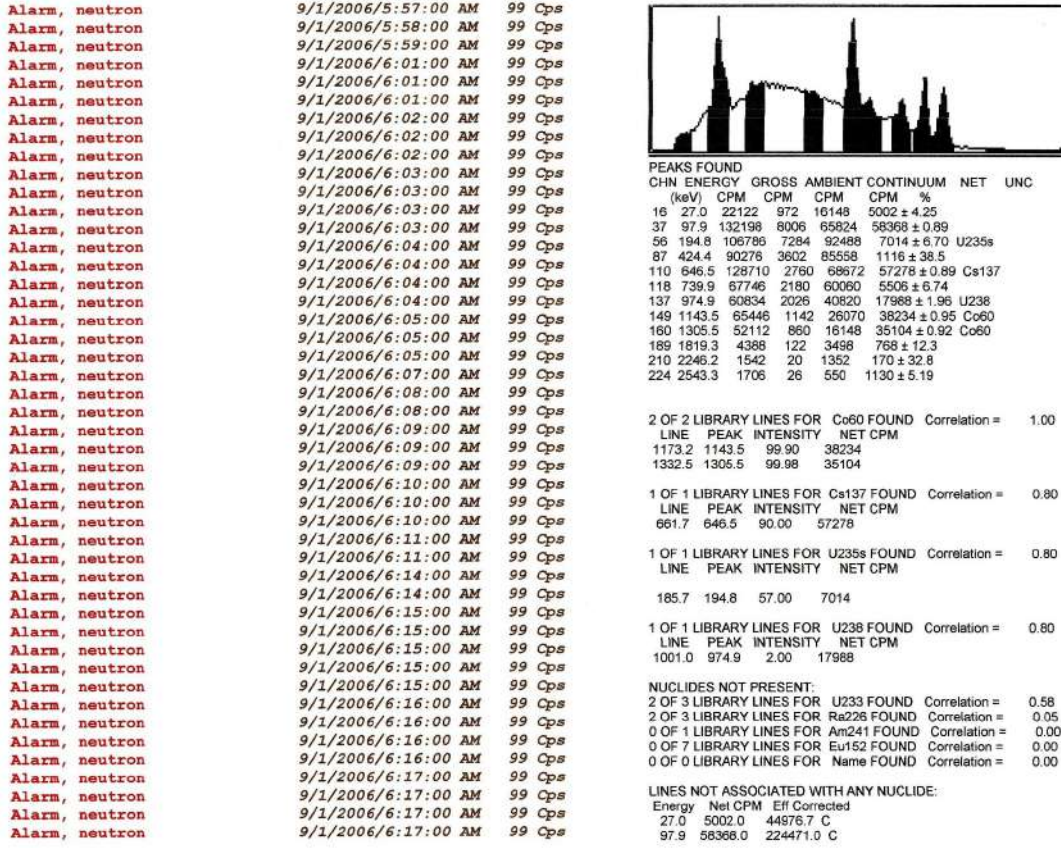 Alarm, neutron 9/1/2006/5:57:00 AM 99 Cps
Alarm, neutron 9/1/2006/5:58:00 AM 99 Cps
Alarm, neutron 9/1/2006/5:59:00 AM 99 Cps
Alarm, neutron 9/1/2006/6:01:00 AM 99 Cps
Alarm, neutron 9/1/2006/6:01:00 AM 99 Cps
Alarm, neutron 9/1/2006/6:01:00 AM 99 Cps
Alarm, neutron 9/1/2006/6:02:00 AM 99 Cps
Alarm, neutron 9/1/2006/6:02:00 AM 99 Cps
Alarm, neutron 9/1/2006/6:02:00 AM 99 Cps
Alarm, neutron 9/1/2006/6:03:00 AM 99 Cps
Alarm, neutron 9/1/2006/6:03:00 AM 99 Cps
Alarm, neutron 9/1/2006/6:03:00 AM 99 Cps
Alarm, neutron 9/1/2006/6:03:00 AM 99 Cps
Alarm, neutron 9/1/2006/6:04:00 AM 99 Cps
Alarm, neutron 9/1/2006/6:04:00 AM 99 Cps
Alarm, neutron 9/1/2006/6:04:00 AM 99 Cps
Alarm, neutron 9/1/2006/6:04:00 AM 99 Cps
Alarm, neutron 9/1/2006/6:05:00 AM 99 Cps
Alarm, neutron 9/1/2006/6:05:00 AM 99 Cps
Alarm, neutron 9/1/2006/6:05:00 AM 99 Cps
Alarm, neutron 9/1/2006/6:07:00 AM 99 Cps
Alarm, neutron 9/1/2006/6:08:00 AM 99 Cps
Alarm, neutron 9/1/2006/6:08:00 AM 99 Cps
Alarm, neutron 9/1/2006/6:09:00 AM 99 Cps
Alarm, neutron 9/1/2006/6:09:00 AM 99 Cps
Alarm, neutron 9/1/2006/6:09:00 AM 99 Cps
Alarm, neutron 9/1/2006/6:10:00 AM 99 Cps
Alarm, neutron 9/1/2006/6:10:00 AM 99 Cps
Alarm, neutron 9/1/2006/6:10:00 AM 99 Cps
Alarm, neutron 9/1/2006/6:11:00 AM 99 Cps
Alarm, neutron 9/1/2006/6:11:00 AM 99 Cps
Alarm, neutron 9/1/2006/6:14:00 AM 99 Cps
Alarm, neutron 9/1/2006/6:14:00 AM 99 Cps
Alarm, neutron 9/1/2006/6:15:00 AM 99 Cps
Alarm, neutron 9/1/2006/6:15:00 AM 99 Cps
Alarm, neutron 9/1/2006/6:15:00 AM 99 Cps
Alarm, neutron 9/1/2006/6:15:00 AM 99 Cps
Alarm, neutron 9/1/2006/6:15:00 AM 99 Cps
Alarm, neutron 9/1/2006/6:16:00 AM 99 Cps
Alarm, neutron 9/1/2006/6:16:00 AM 99 Cps
Alarm, neutron 9/1/2006/6:16:00 AM 99 Cps
Alarm, neutron 9/1/2006/6:16:00 AM 99 Cps
Alarm, neutron 9/1/2006/6:17:00 AM 99 Cps
Alarm, neutron 9/1/2006/6:17:00 AM 99 Cps
Alarm, neutron 9/1/2006/6:17:00 AM 99 Cps
Alarm, neutron 9/1/2006/6:17:00 AM 99 Cps
PEAKS FOUND
CHN ENERGY GROSS AMBIENT CONTINUUM NET UNC
(keV) CPM CPM CPM CPM %
16 27.0 22122 972 16148 5002 ± 4.25
37 97.9 132198 8006 65824 58368 ± 0.89
56 194.8 106786 7284 92488 7014 ± 6.70 U235s
87 424.4 90276 3602 85558 1116 ± 38.5
110 646.5 128710 2760 68672 57278 ± 0.89 Cs137
118 739.9 67746 2180 60060 5506 ± 6.74
137 974.9 60834 2026 40820 17988 ± 1.96 U238
149 1143.5 65446 1142 26070 38234 ± 0.95 Co60
160 1305.5 52112 860 16148 35104 ± 0.92 Co60
189 1819.3 4388 122 3498 768 ± 12.3
210 2246.2 1542 20 1352 170 ± 32.8
224 2543.3 1706 26 550 1130 ± 5.19
2 OF 2 LIBRARY LINES FOR Co60 FOUND Correlation = 1.00
LINE PEAK INTENSITY NET CPM
1173.2 1143.5 99.90 38234
1332.5 1305.5 99.98 35104
1 OF 1 LIBRARY LINES FOR Cs137 FOUND Correlation = 0.80
LINE PEAK INTENSITY NET CPM
661.7 646.5 90.00 57278
1 OF 1 LIBRARY LINES FOR U235s FOUND Correlation = 0.80
LINE PEAK INTENSITY NET CPM
185.7 194.8 57.00 7014
1 OF 1 LIBRARY LINES FOR U238 FOUND Correlation = 0.80
LINE PEAK INTENSITY NET CPM
1001.0 974.9 2.00 17988
NUCLIDES NOT PRESENT:
2 OF 3 LIBRARY LINES FOR U233 FOUND Correlation = 0.58
2 OF 3 LIBRARY LINES FOR Ra226 FOUND Correlation = 0.05
0 OF 1 LIBRARY LINES FOR Am241 FOUND Correlation = 0.00
0 OF 7 LIBRARY LINES FOR Eu152 FOUND Correlation = 0.00
0 OF 0 LIBRARY LINES FOR Name FOUND Correlation = 0.00
LINES NOT ASSOCIATED WITH ANY NUCLIDE:
Energy Net CPM Eff Corrected
27.0 5002.0 44976.7 C
97.9 58368.0 224471.0 C